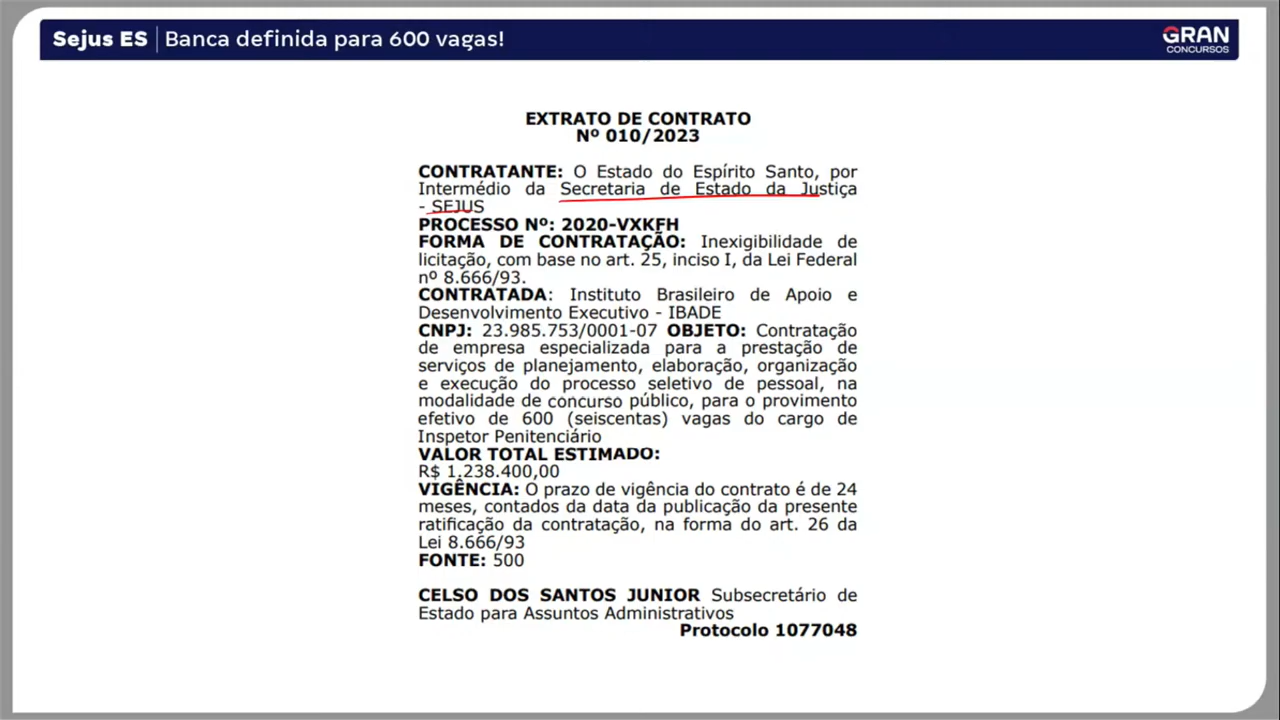 Sejus ES | Banca definida para 600 vagas!
GRAN
CONCURSOS
EXTRATO DE CONTRATO
Nº 010/2023
CONTRATANTE: O Estado do Espírito Santo, por
Intermédio da Secretaria de Estado da Justiça
- SEJUS
PROCESSO Nº: 2020-VXKFH
FORMA DE CONTRATAÇÃO: Inexigibilidade de
licitação, com base no art. 25, inciso I, da Lei Federal
nº 8.666/93.
CONTRATADA: Instituto Brasileiro de Apoio e
Desenvolvimento Executivo - IBADE
CNPJ: 23.985.753/0001-07 OBJETO: Contratação
de empresa especializada para a prestação de
serviços de planejamento, elaboração, organização
e execução do processo seletivo de pessoal, na
modalidade de concurso público, para o provimento
efetivo de 600 (seiscentas) vagas do cargo de
Inspetor Penitenciário
VALOR TOTAL ESTIMADO:
R$ 1.238.400,00
VIGÊNCIA: O prazo de vigência do contrato é de 24
meses, contados da data da publicação da presente
ratificação da contratação, na forma do art. 26 da
Lei 8.666/93
FONTE: 500
CELSO DOS SANTOS JUNIOR Subsecretário de
Estado para Assuntos Administrativos
Protocolo 1077048